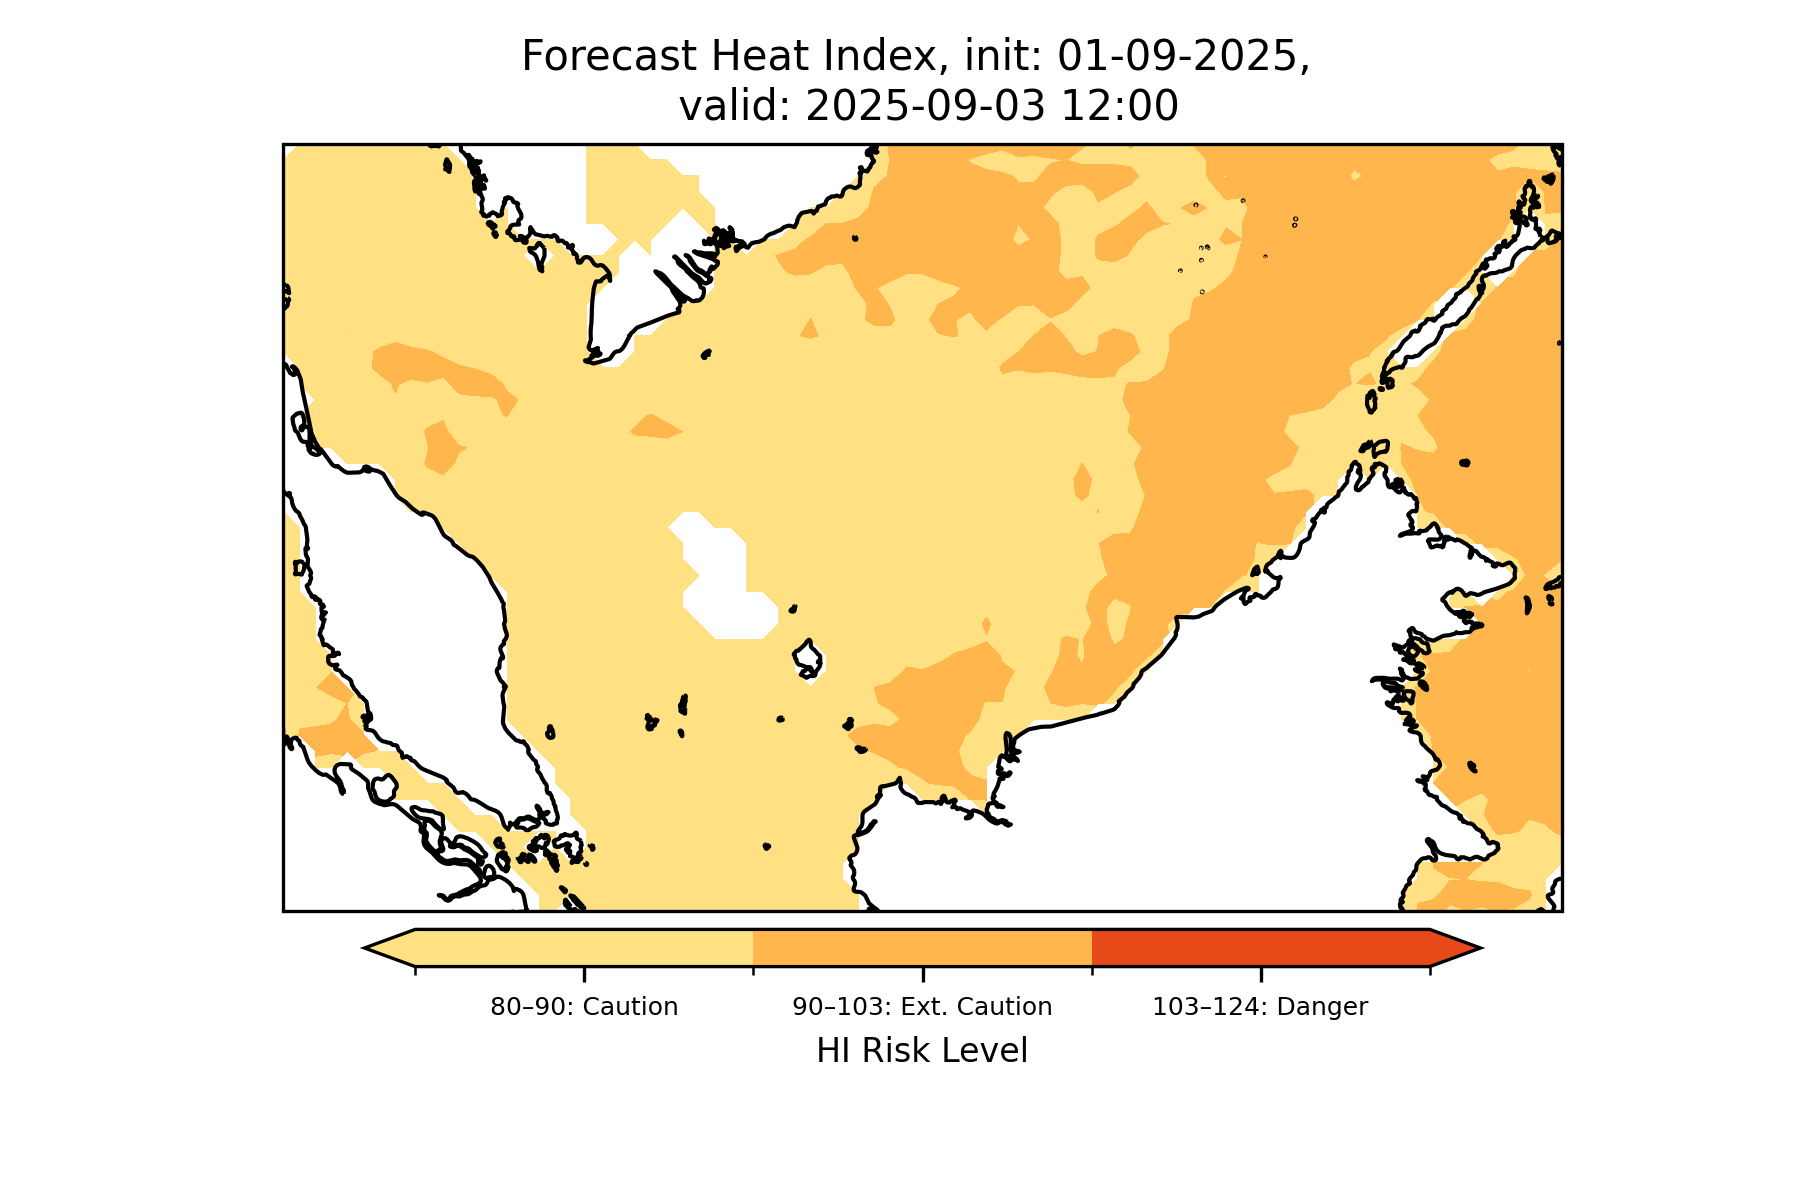 Forecast Heat Index, init: 01-09-2025,
valid: 2025-09-03 12:00
80–90: Caution
90–103: Ext. Caution
103–124: Danger
HI Risk Level